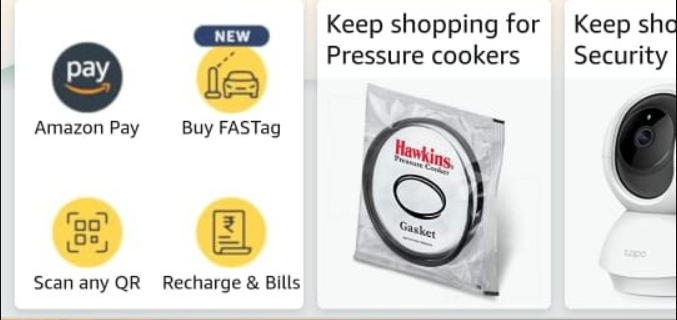 pay
Amazon Pay
NEW
Buy FASTag
Scan any QR
₹
Recharge & Bills
Keep shopping for
Pressure cookers
Hawkins
Pressure Cooker
Gasket
Keep sho
Security
tapo